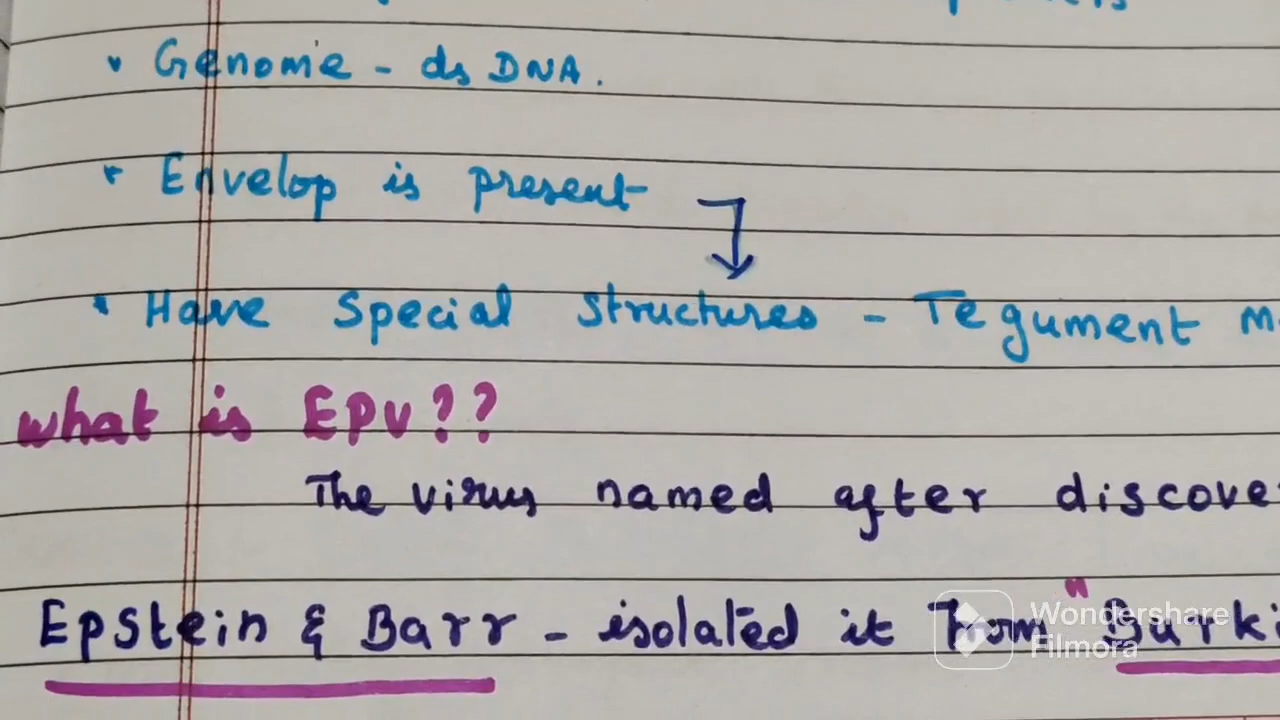 • Genome - ds DNA.
• Envelop is present
• Have Special Structures - Tegument
what is EPV??
The virus named after discove
Epstein & Barr - isolated it from "Burki
Wondershare
Filmora